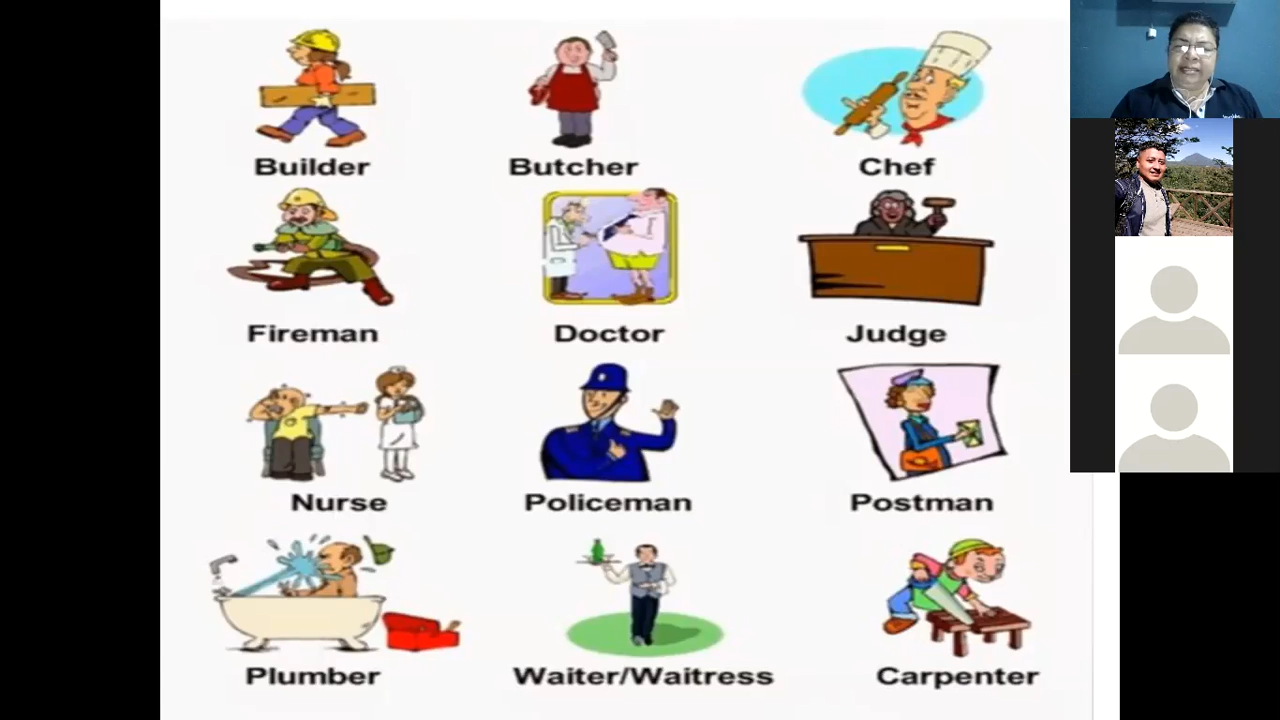 Builder Butcher Chef
Fireman Doctor Judge
Nurse Policeman Postman
Plumber Waiter/Waitress Carpenter